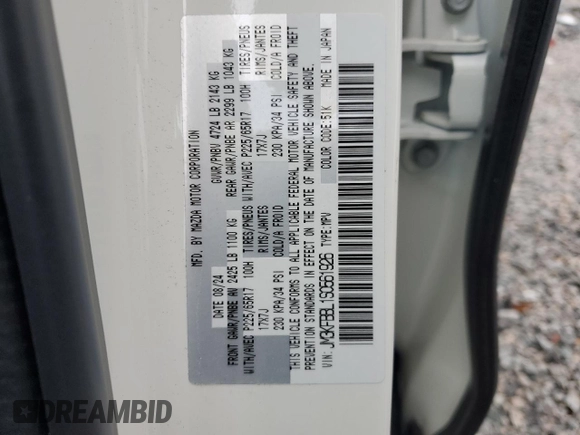 MFD. BY MAZDA MOTOR CORPORATION
DATE 08/24 GVWR/PNBV 4724 LB 2143 KG
FRONT GAWR/PNBE AV 2425 LB 1100 KG REAR GAWR/PNBE AR 2299 LB 1043 KG
WITH/AVEC P225/65R17 100H TIRES/PNEUS WITH/AVEC P225/65R17 100H TIRES/PNEUS
17X7J RIMS/JANTES 17X7J RIMS/JANTES
230 KPA/34 PSI COLD/A FROID 230 KPA/34 PSI COLD/A FROID
THIS VEHICLE CONFORMS TO ALL APPLICABLE FEDERAL MOTOR VEHICLE SAFETY AND THEFT
PREVENTION STANDARDS IN EFFECT ON THE DATE OF MANUFACTURE SHOWN ABOVE.
VIN: JM3KFBBL1S0561926 TYPE: MPV COLOR CODE: 51K MADE IN JAPAN
DREAMBID